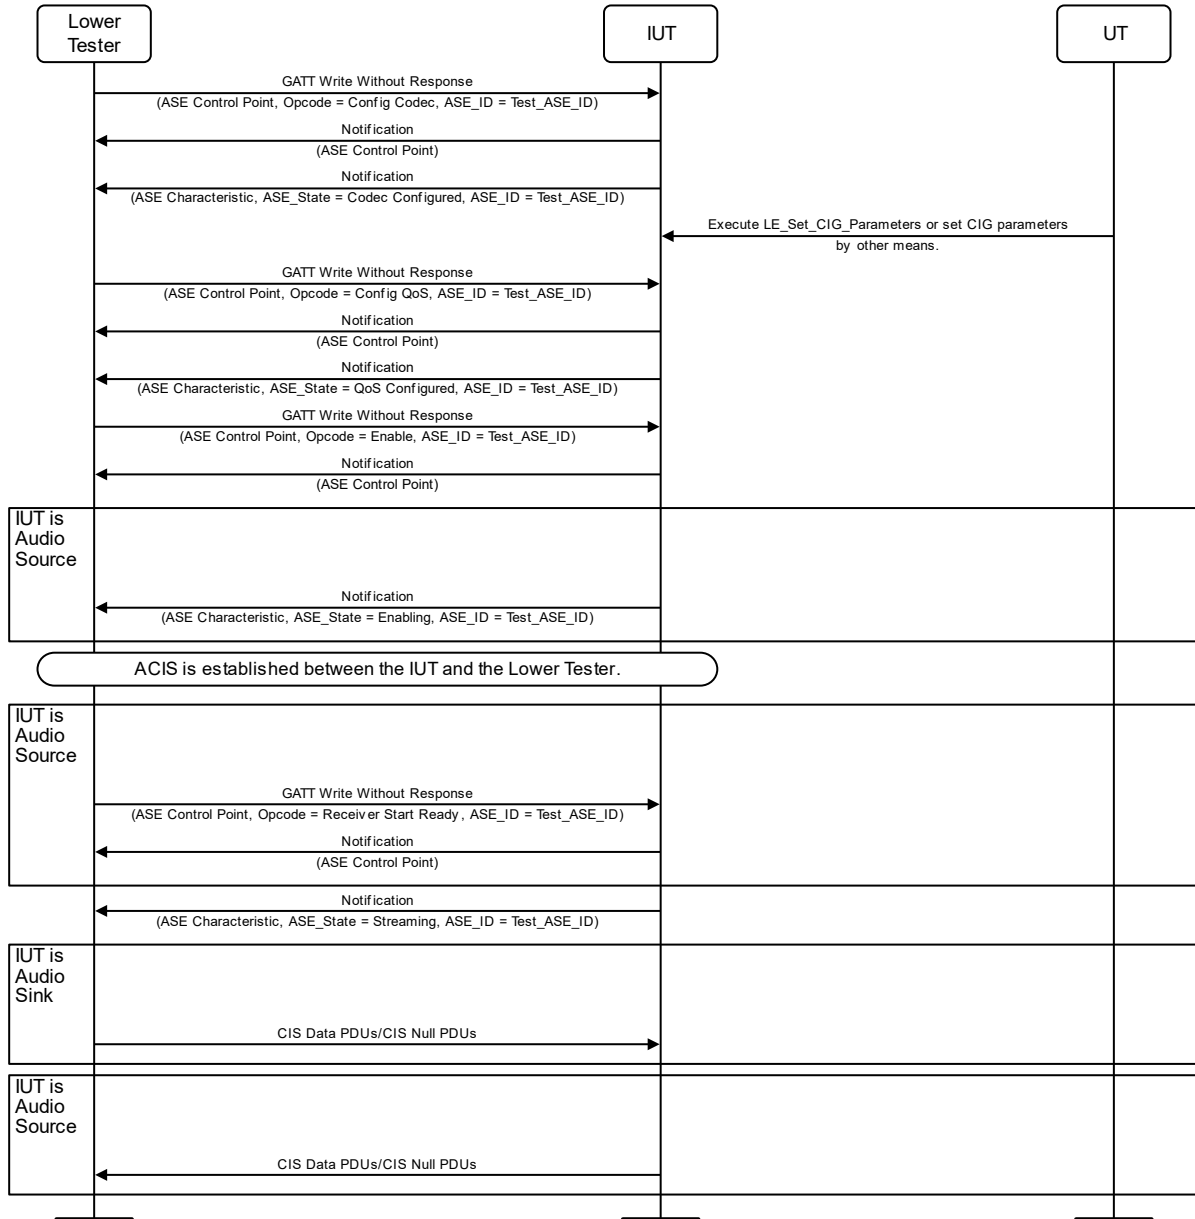 Lower
Tester
IUT
UT
GATT Write Without Response
(ASE Control Point, Opcode = Config Codec, ASE_ID = Test_ASE_ID)
Notification
(ASE Control Point)
Notification
(ASE Characteristic, ASE_State = Codec Configured, ASE_ID = Test_ASE_ID)
Execute LE_Set_CIG_Parameters or set CIG parameters
by other means.
GATT Write Without Response
(ASE Control Point, Opcode = Config QoS, ASE_ID = Test_ASE_ID)
Notification
(ASE Control Point)
Notification
(ASE Characteristic, ASE_State = QoS Configured, ASE_ID = Test_ASE_ID)
GATT Write Without Response
(ASE Control Point, Opcode = Enable, ASE_ID = Test_ASE_ID)
Notification
(ASE Control Point)
IUT is
Audio
Source
Notification
(ASE Characteristic, ASE_State = Enabling, ASE_ID = Test_ASE_ID)
ACIS is established between the IUT and the Lower Tester.
IUT is
Audio
Source
GATT Write Without Response
(ASE Control Point, Opcode = Receiver Start Ready, ASE_ID = Test_ASE_ID)
Notification
(ASE Control Point)
Notification
(ASE Characteristic, ASE_State = Streaming, ASE_ID = Test_ASE_ID)
IUT is
Audio
Sink
CIS Data PDUs/CIS Null PDUs
IUT is
Audio
Source
CIS Data PDUs/CIS Null PDUs